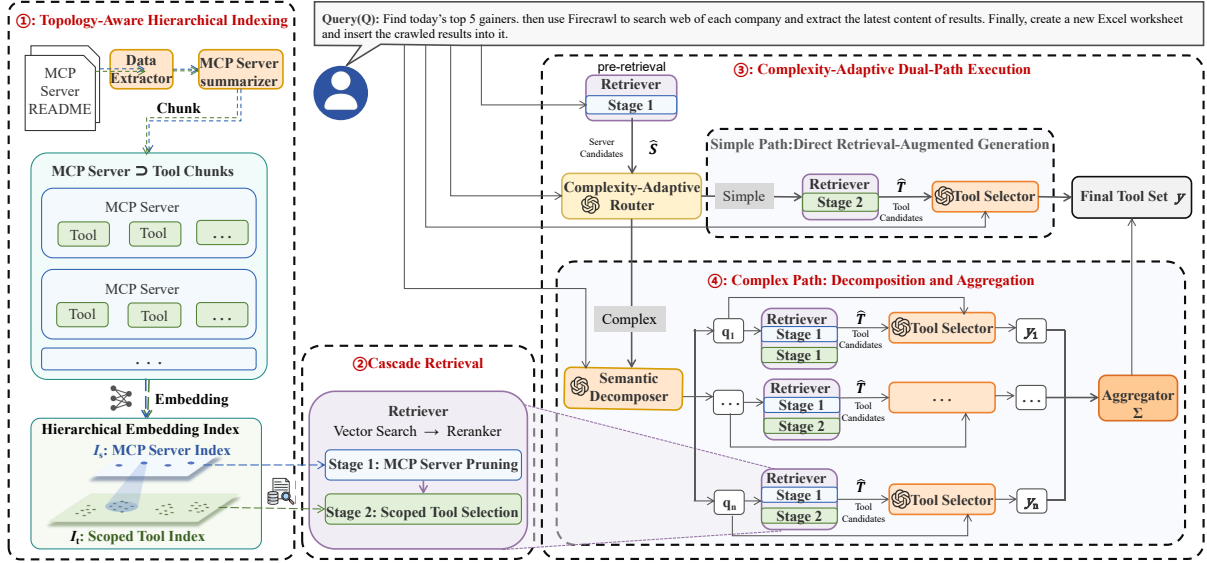 ①: Topology-Aware Hierarchical Indexing
MCP
Server
README
Data
Extractor
MCP Server
summarizer
Chunk
MCP Server ⊃ Tool Chunks
MCP Server
Tool
Tool
...
MCP Server
Tool
Tool
...
...
Embedding
Hierarchical Embedding Index
Is: MCP Server Index
It: Scoped Tool Index
②Cascade Retrieval
Retriever
Vector Search → Reranker
Stage 1: MCP Server Pruning
Stage 2: Scoped Tool Selection
Query(Q): Find today's top 5 gainers. then use Firecrawl to search web of each company and extract the latest content of results. Finally, create a new Excel worksheet
and insert the crawled results into it.
③: Complexity-Adaptive Dual-Path Execution
pre-retrieval
Retriever
Stage 1
Server
Candidates
Ŝ
Complexity-Adaptive
Router
Simple
Simple Path:Direct Retrieval-Augmented Generation
Retriever
Stage 2
T̂
Tool
Candidates
Tool Selector
Final Tool Set y
Complex
④: Complex Path: Decomposition and Aggregation
Semantic
Decomposer
q1
Retriever
Stage 1
Stage 1
T̂
Tool
Candidates
Tool Selector
y1
...
Retriever
Stage 1
Stage 2
T̂
Tool
Candidates
...
...
qn
Retriever
Stage 1
Stage 2
T̂
Tool
Candidates
Tool Selector
yn
Aggregator
Σ